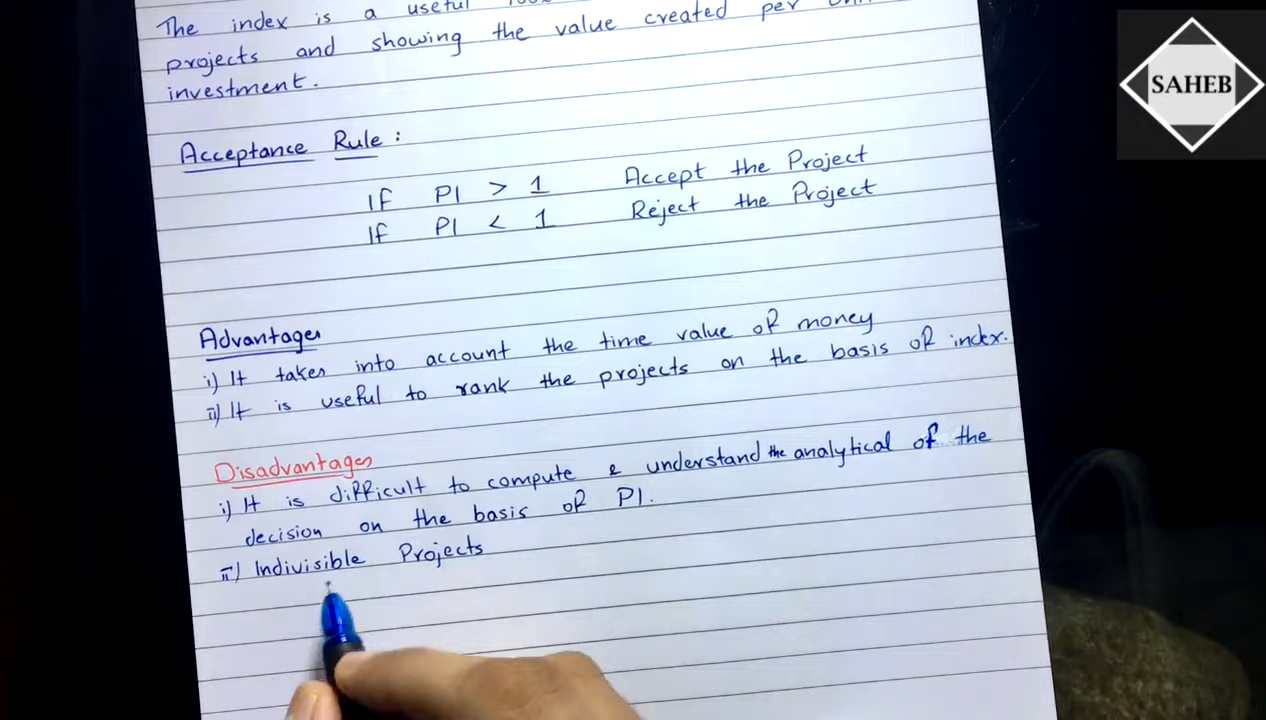 The index is a useful
projects and showing the value created per
investment.
SAHEB
Acceptance Rule :
If PI > 1 Accept the Project
If PI < 1 Reject the Project
Advantages
i) It takes into account the time value of money
ii) It is useful to rank the projects on the basis of index.
Disadvantages
i) It is difficult to compute & understand the analytical of the
decision on the basis of PI.
ii) Indivisible Projects